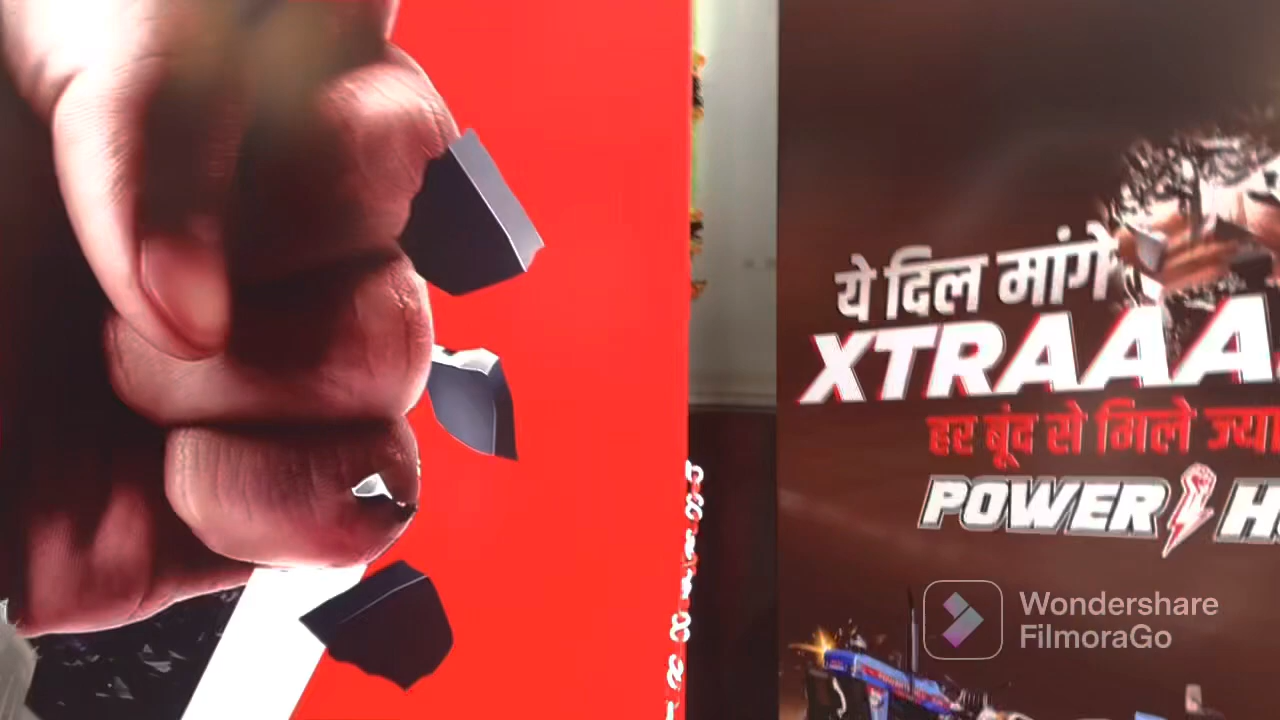 ये दिल मांगे
XTRAAA
हर बूंद से मिले
POWER
Wondershare
FilmoraGo